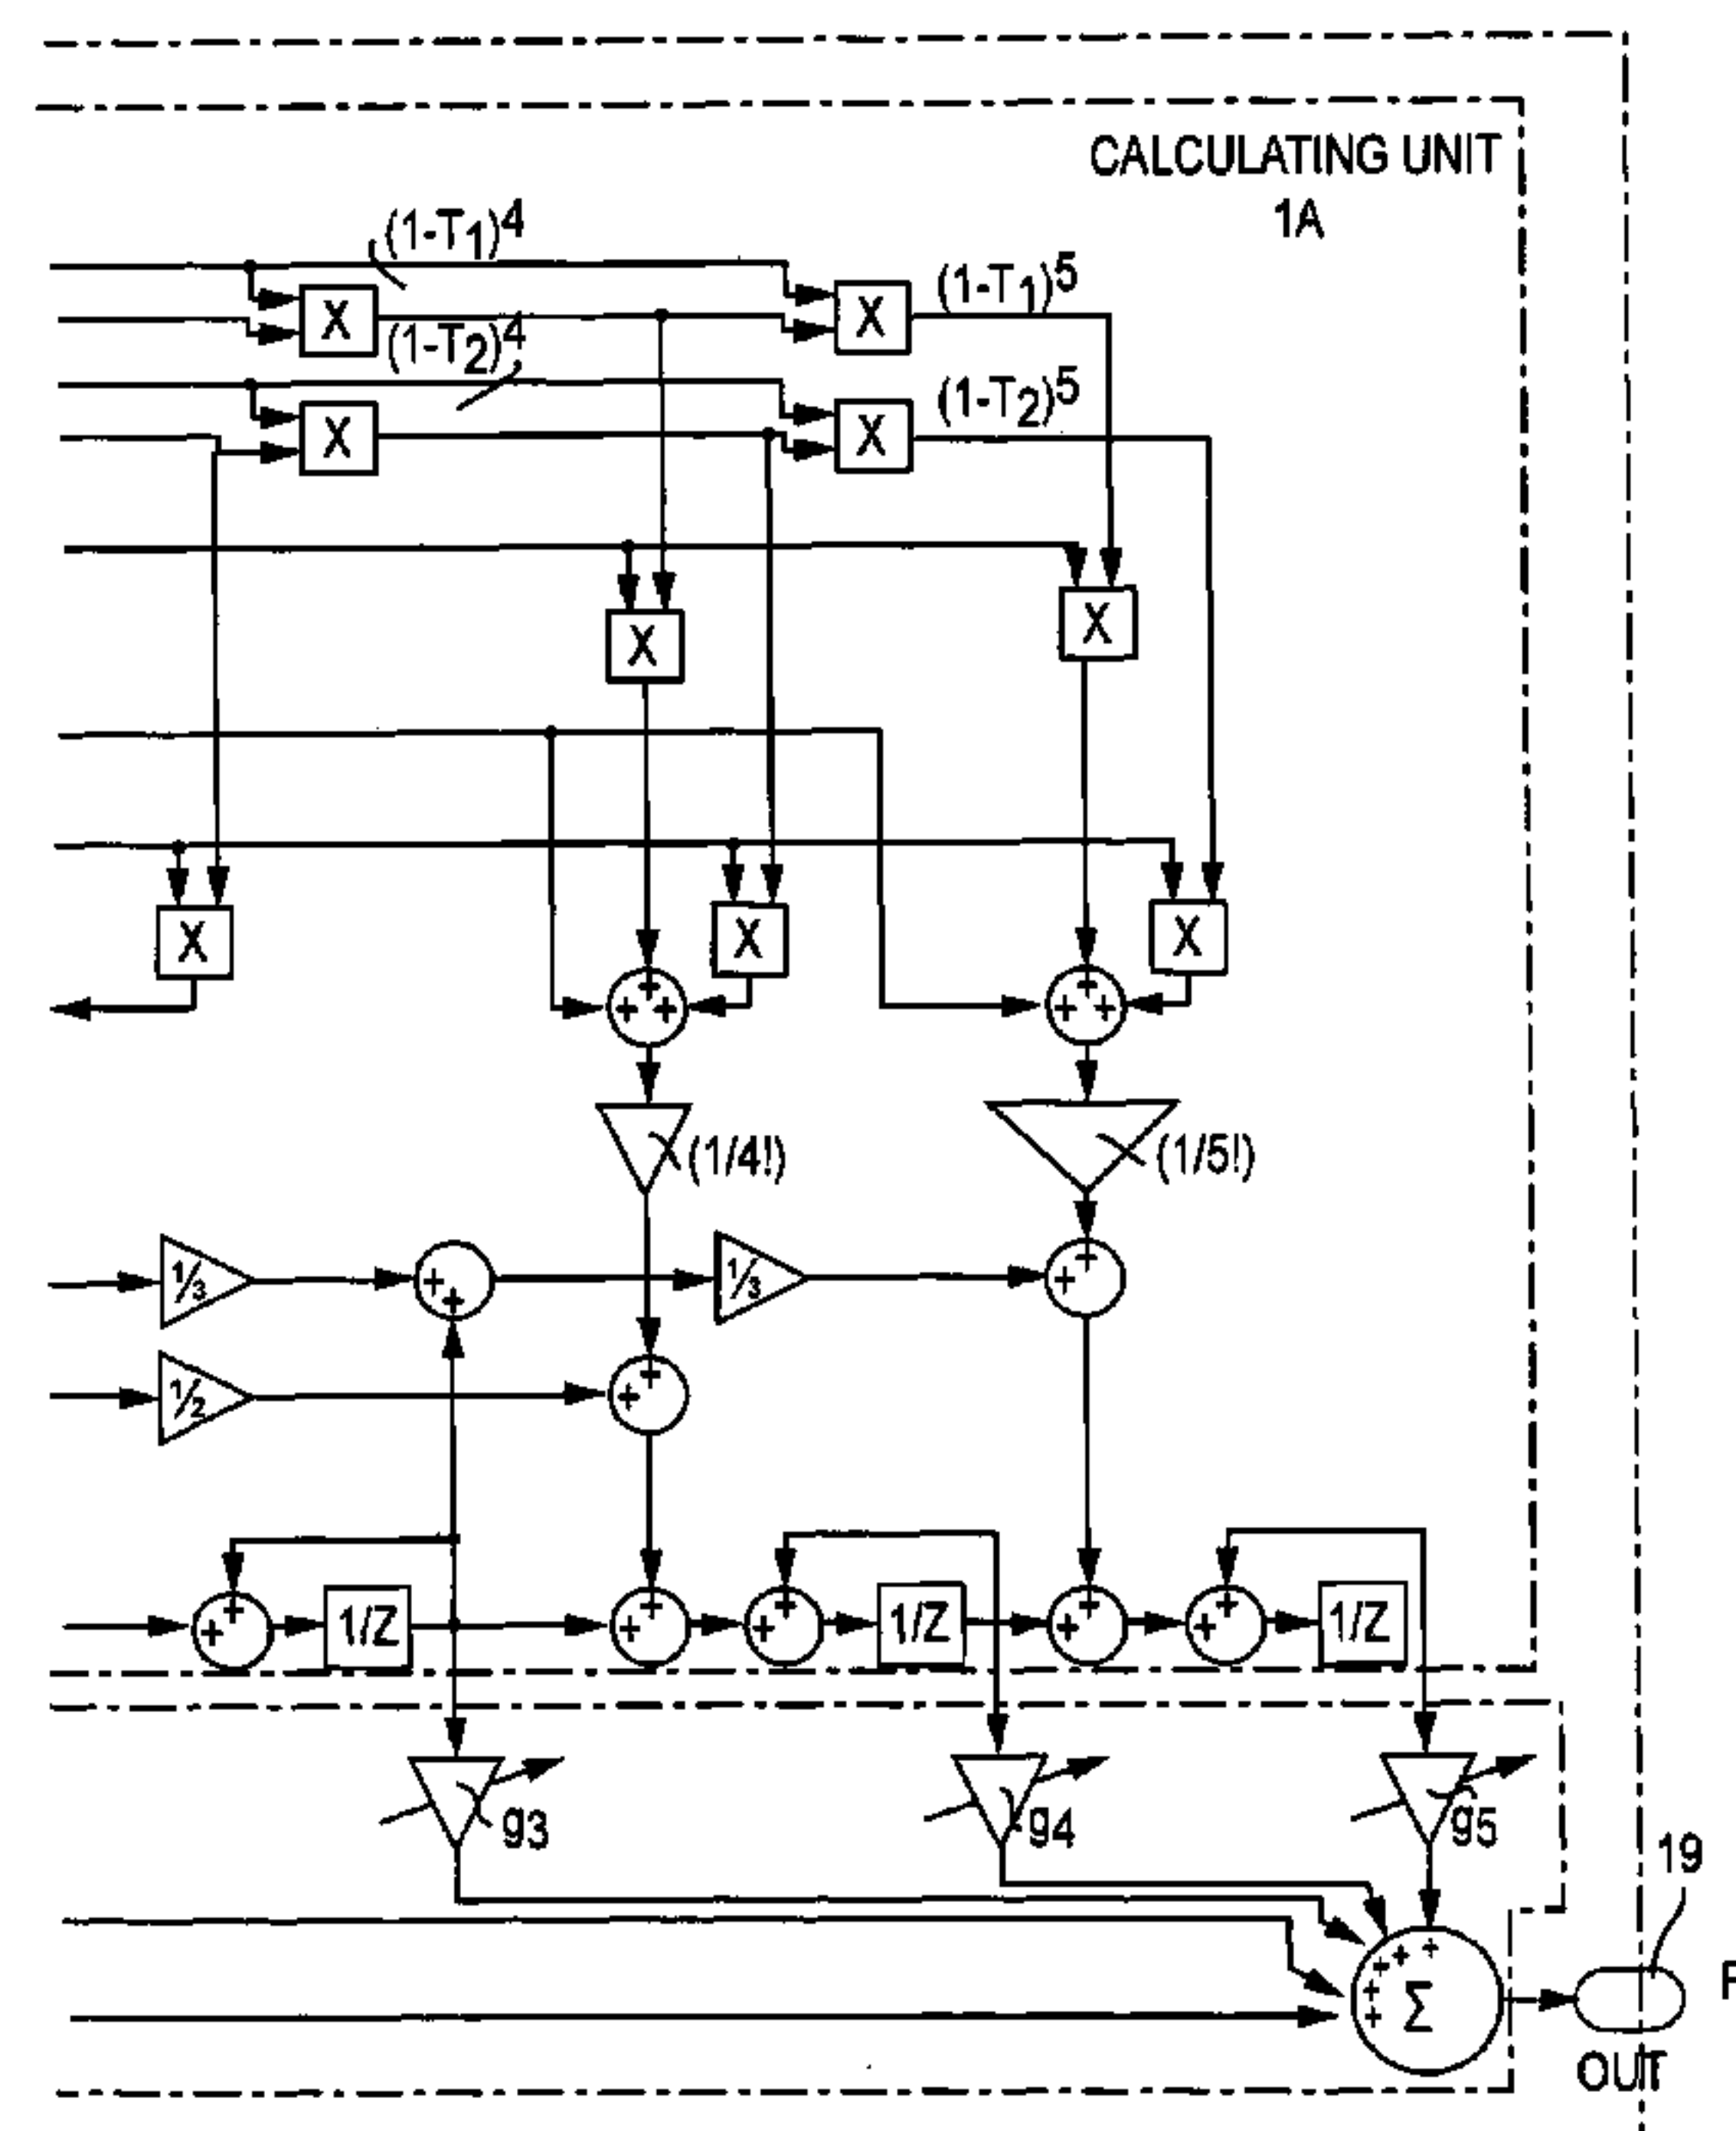 CALCULATING UNIT
1A
(1-T1)4
(1-T1)5
X
X
(1-T2)4
(1-T2)5
X
X
X
X
X
X
X
+
+ +
+
+ +
(1/4!)
(1/5!)
1/3
+
+
1/3
+
+
1/2
+
+
+
+
1/Z
+
+
+
+
1/Z
+
+
+
+
1/Z
g3
g4
g5
19
+ + + + +
Σ
F
OUT